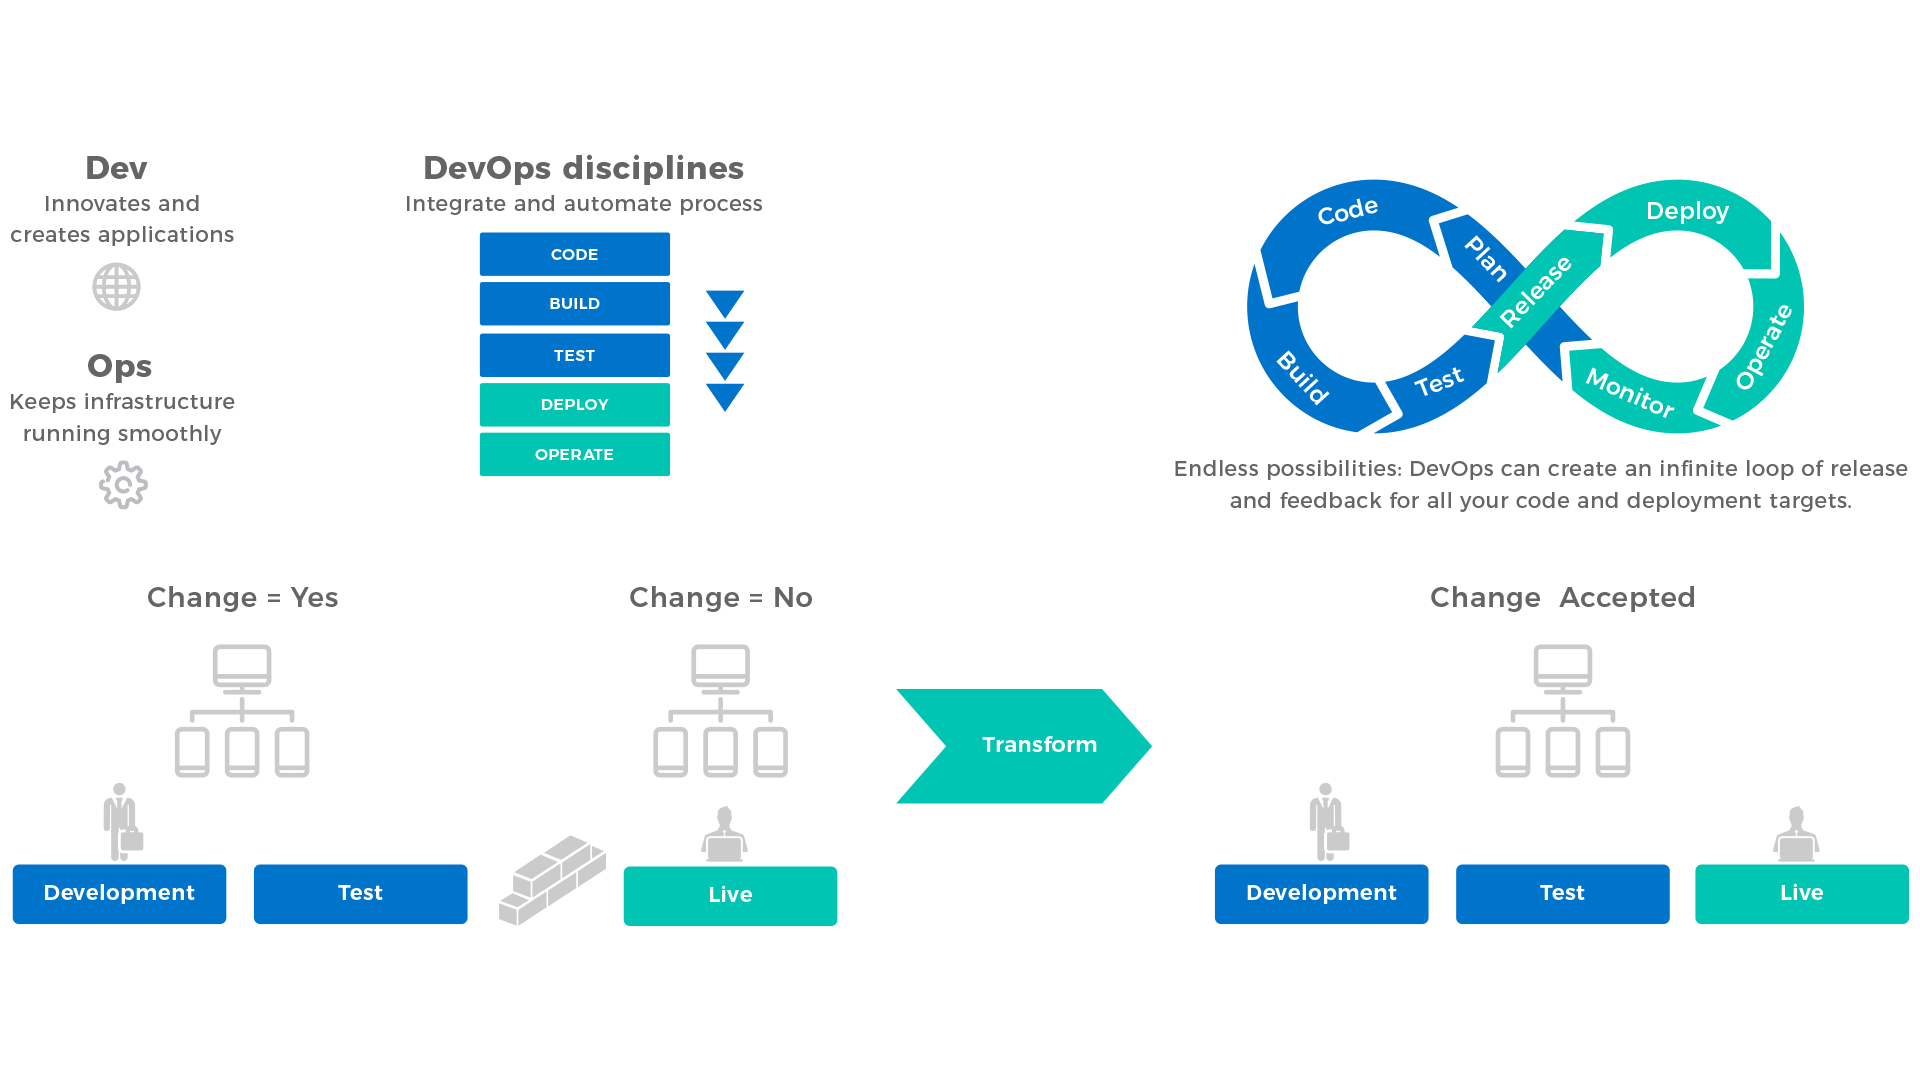 Dev
Innovates and
creates applications
Ops
Keeps infrastructure
running smoothly
DevOps disciplines
Integrate and automate process
CODE
BUILD
TEST
DEPLOY
OPERATE
Plan
Code
Build
Test
Release
Deploy
Operate
Monitor
Endless possibilities: DevOps can create an infinite loop of release
and feedback for all your code and deployment targets.
Change = Yes
Development
Test
Change = No
Live
Transform
Change Accepted
Development
Test
Live